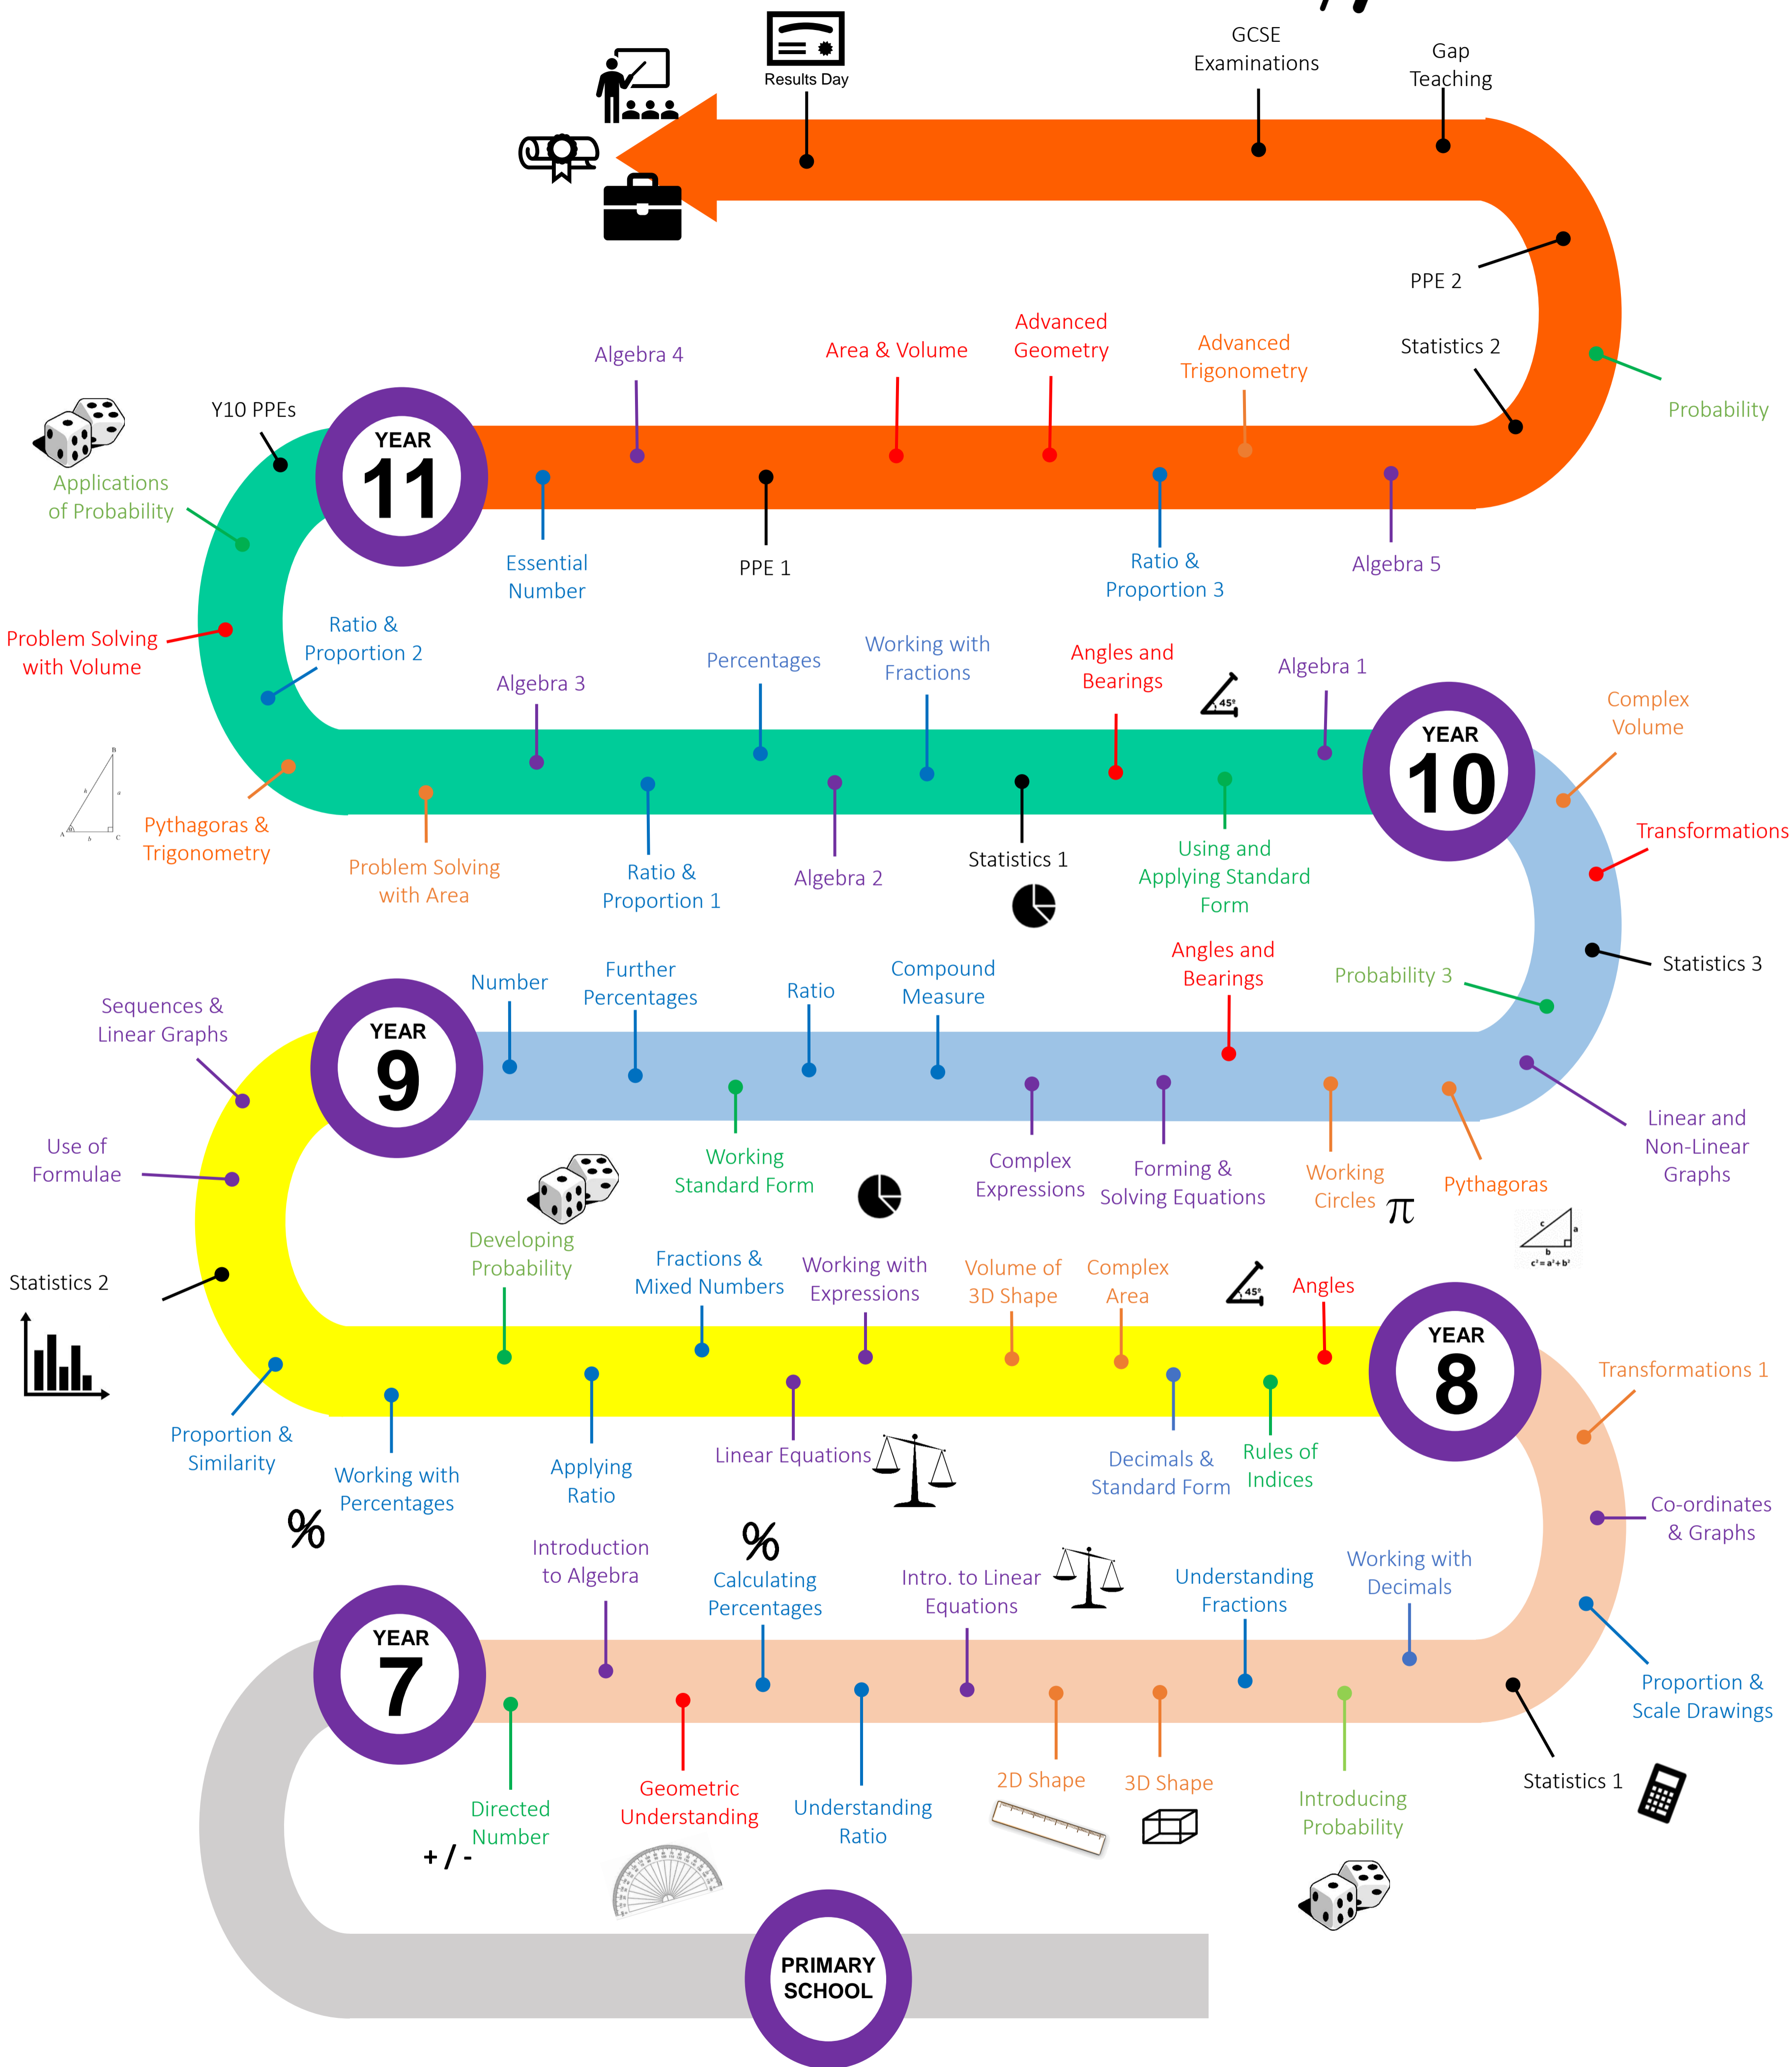 GCSE
Examinations
Gap
Teaching
Results Day
PPE 2
Statistics 2
Probability
Algebra 4
Area & Volume
Advanced
Geometry
Advanced
Trigonometry
Y10 PPEs
YEAR
11
Applications
of Probability
Essential
Number
PPE 1
Ratio &
Proportion 3
Algebra 5
Problem Solving
with Volume
Ratio &
Proportion 2
Algebra 3
Percentages
Working with
Fractions
Angles and
Bearings
45º
Algebra 1
YEAR
10
Complex
Volume
Transformations
B
h
a
A
θ
b
C
Pythagoras &
Trigonometry
Problem Solving
with Area
Ratio &
Proportion 1
Algebra 2
Statistics 1
Using and
Applying Standard
Form
Statistics 3
Probability 3
Angles and
Bearings
Compound
Measure
Ratio
Further
Percentages
Number
YEAR
9
Sequences &
Linear Graphs
Use of
Formulae
Working
Standard Form
Complex
Expressions
Forming &
Solving Equations
Working
Circles
π
Pythagoras
Linear and
Non-Linear
Graphs
c
a
b
c² = a² + b²
Statistics 2
Developing
Probability
Fractions &
Mixed Numbers
Working with
Expressions
Volume of
3D Shape
Complex
Area
45º
Angles
YEAR
8
Transformations 1
Proportion &
Similarity
Working with
Percentages
%
Applying
Ratio
Linear Equations
Decimals &
Standard Form
Rules of
Indices
Co-ordinates
& Graphs
Introduction
to Algebra
%
Calculating
Percentages
Intro. to Linear
Equations
Understanding
Fractions
Working with
Decimals
YEAR
7
Proportion &
Scale Drawings
Directed
Number
+ / -
Geometric
Understanding
Understanding
Ratio
2D Shape
3D Shape
Introducing
Probability
Statistics 1
PRIMARY
SCHOOL